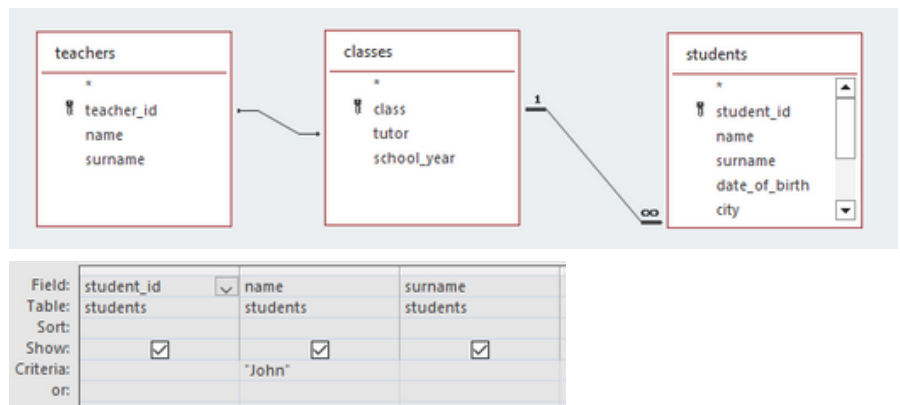 teachers
*
teacher_id
name
surname
classes
*
class
tutor
school_year
1
∞
students
*
student_id
name
surname
date_of_birth
city
Field: student_id name surname
Table: students students students
Sort:
Show:
Criteria: "John"
or: